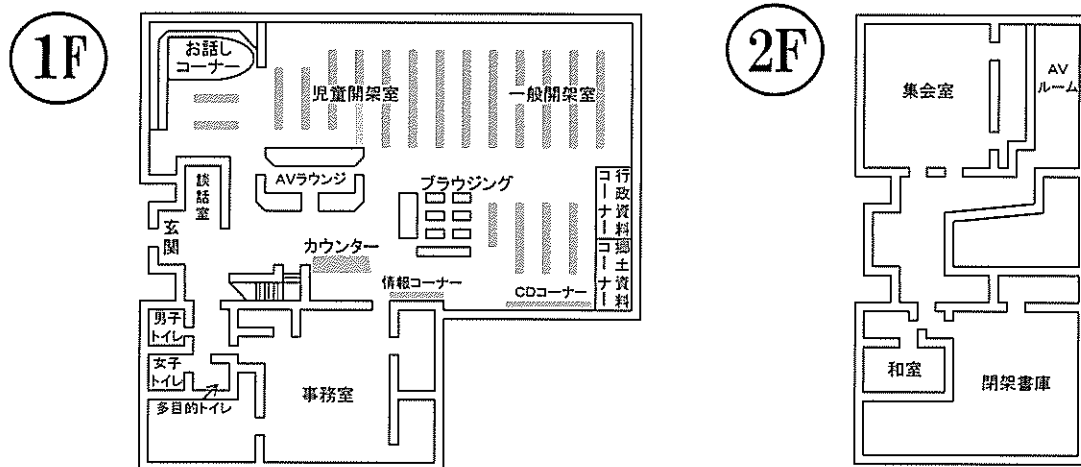 1F
お話し
コーナー
児童開架室
一般開架室
AVラウンジ
談話室
ブラウジング
行政資料
コーナー
玄関
カウンター
郷土資料
コーナー
情報コーナー
CDコーナー
男子
トイレ
女子
トイレ
多目的トイレ
事務室
2F
集会室
AV
ルーム
和室
閉架書庫